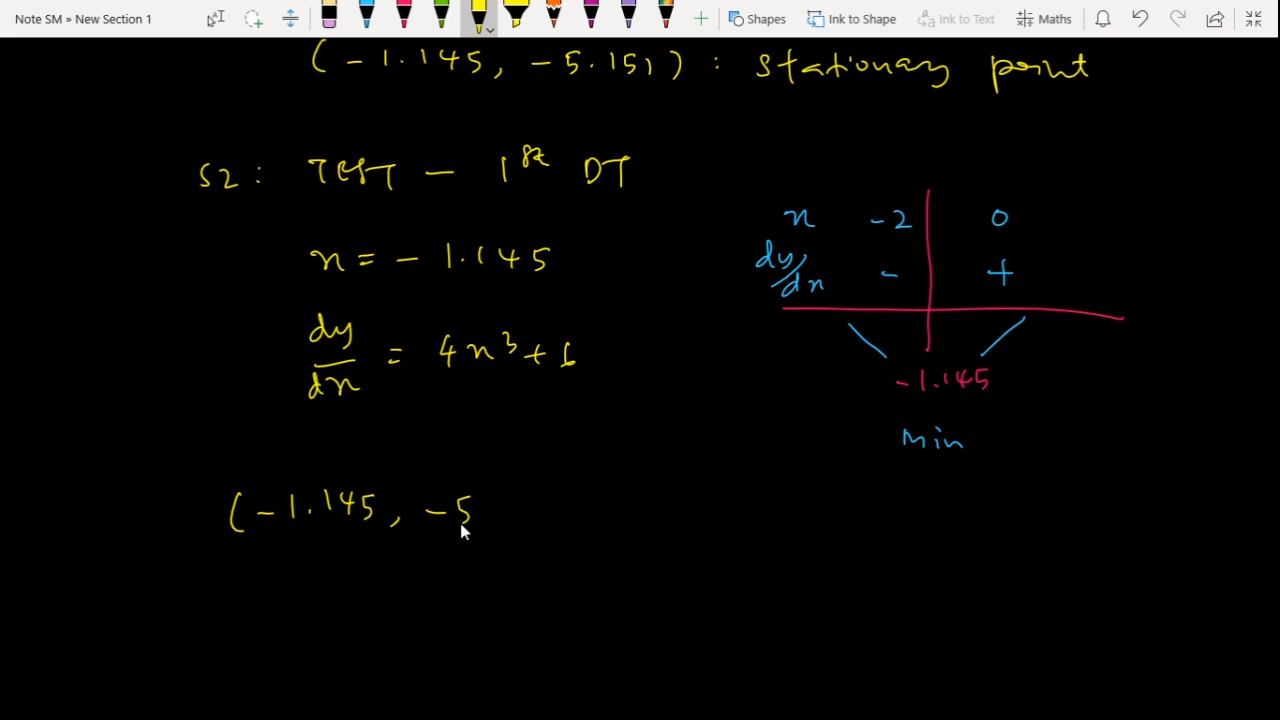 Note SM » New Section 1
Shapes
Ink to Shape
Ink to Text
Maths
(-1.145, -5.151) : Stationary point
S2: TEST - 1st DT
x = -1.145
dy/dx = 4x³ + 6
x -2 0
dy/dx - +
-1.145
Min
(-1.145, -5